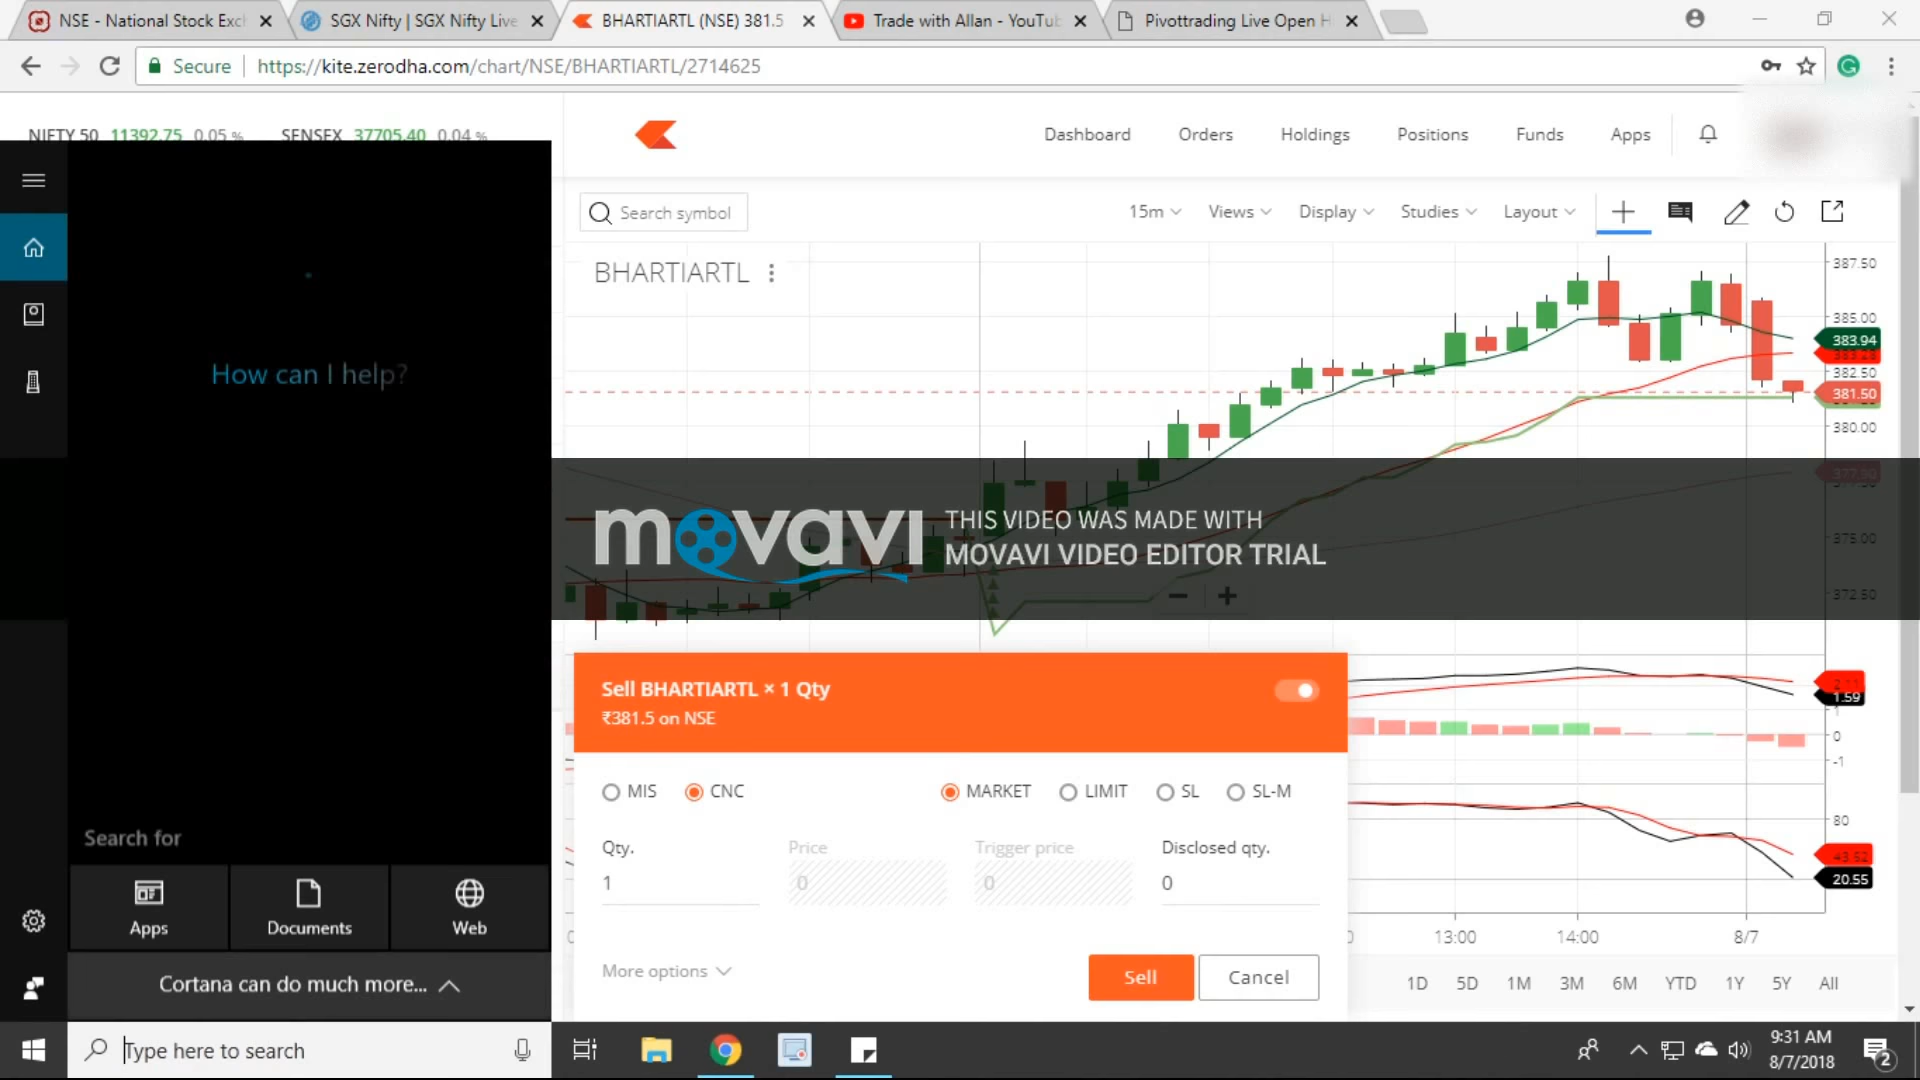 NSE - National Stock Exch
SGX Nifty | SGX Nifty Live
BHARTIARTL (NSE) 381.5
Trade with Allan - YouTub
Pivottrading Live Open H
Secure
https://kite.zerodha.com/chart/NSE/BHARTIARTL/2714625
NIFTY 50 11392.75 0.05 %
SENSEX 37705.40 0.04 %
Dashboard
Orders
Holdings
Positions
Funds
Apps
Search symbol
15m
Views
Display
Studies
Layout
BHARTIARTL
387.50
385.00
383.94
382.50
381.50
380.00
377.90
375.00
372.50
How can I help?
movavi
THIS VIDEO WAS MADE WITH
MOVAVI VIDEO EDITOR TRIAL
Sell BHARTIARTL × 1 Qty
₹381.5 on NSE
MIS
CNC
MARKET
LIMIT
SL
SL-M
Qty.
Price
Trigger price
Disclosed qty.
1
0
0
0
More options
Sell
Cancel
1.59
0
-1
80
43.52
20.55
13:00
14:00
8/7
1D
5D
1M
3M
6M
YTD
1Y
5Y
All
Search for
Apps
Documents
Web
Cortana can do much more...
Type here to search
9:31 AM
8/7/2018
2